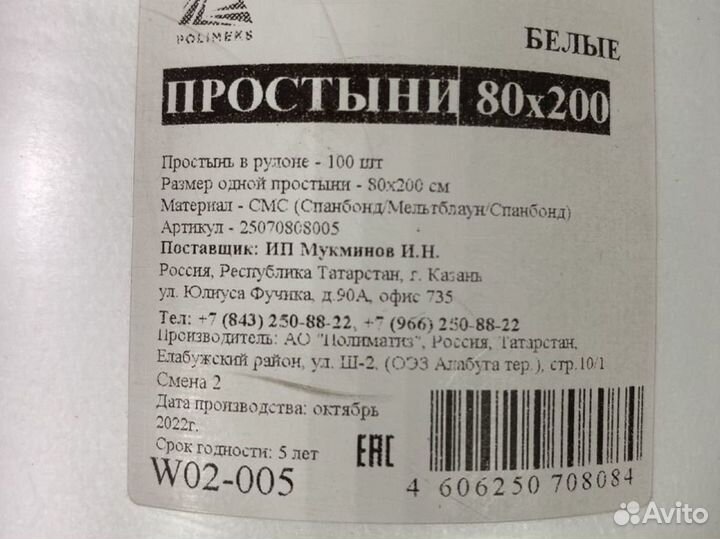 POLIMEKS
БЕЛЫЕ
ПРОСТЫНИ 80х200
Простынь в рулоне - 100 шт
Размер одной простыни - 80х200 см
Материал - СМС (Спанбонд/Мельтблаун/Спанбонд)
Артикул - 25070808005
Поставщик: ИП Мукминов И.Н.
Россия, Республика Татарстан, г. Казань
ул. Юлиуса Фучика, д.90А, офис 735
Тел: +7 (843) 250-88-22, +7 (966) 250-88-22
Производитель: АО "Полиматиз", Россия, Татарстан,
Елабужский район, ул. Ш-2, (ОЭЗ Алабуга тер.), стр.10/1
Смена 2
Дата производства: октябрь
2022г.
Срок годности: 5 лет
EAC
W02-005
4 606250 708084
Avito